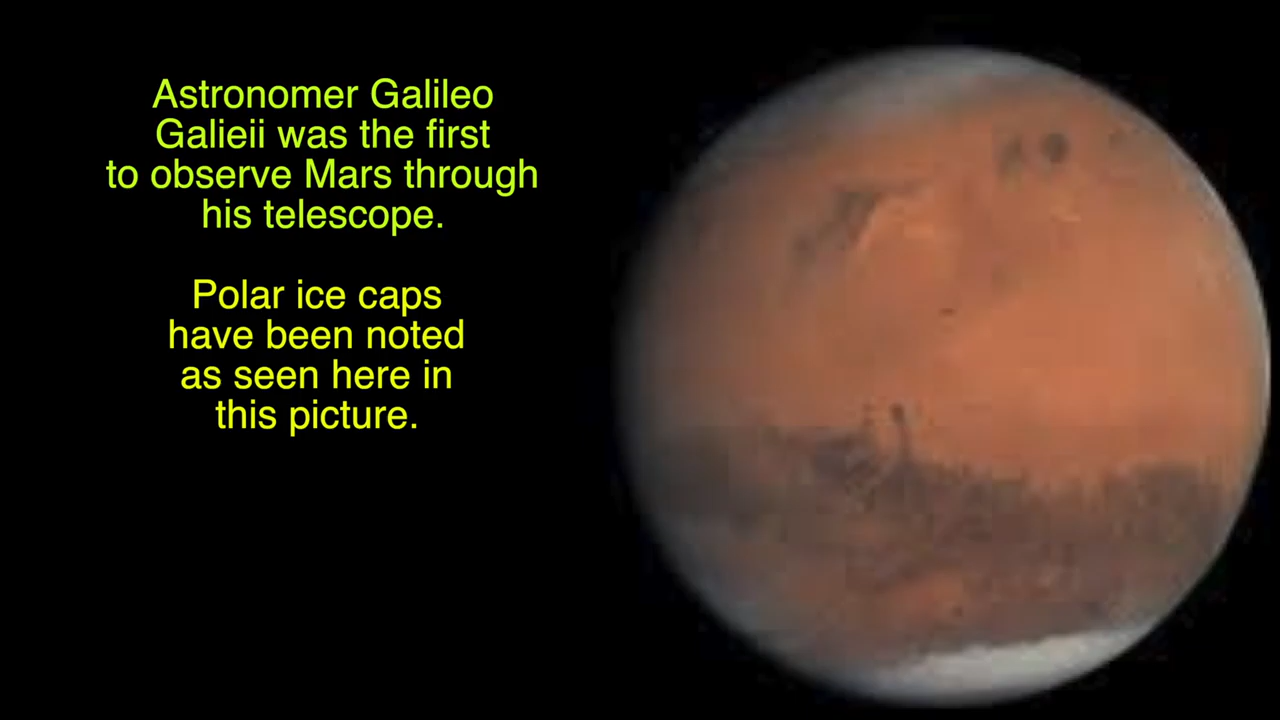 Astronomer Galileo
Galieii was the first
to observe Mars through
his telescope.
Polar ice caps
have been noted
as seen here in
this picture.